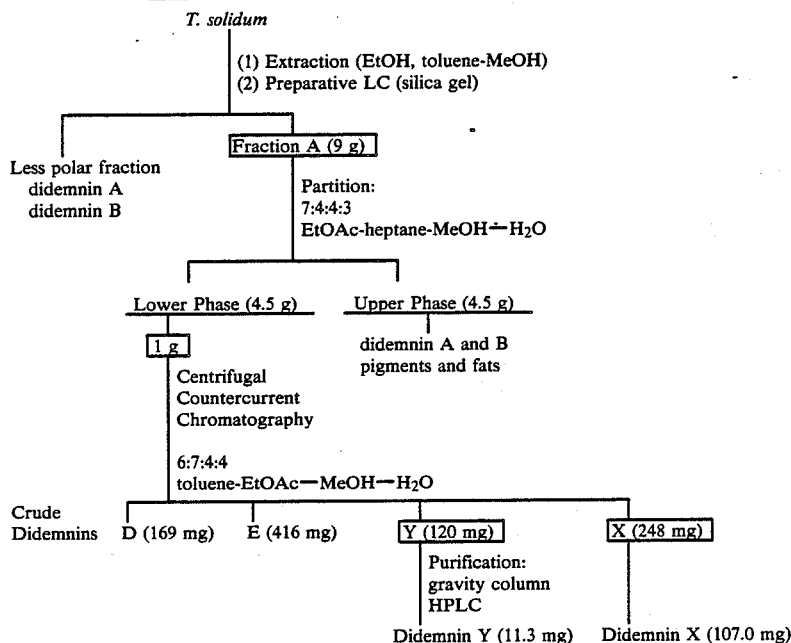 T. solidum
(1) Extraction (EtOH, toluene-MeOH)
(2) Preparative LC (silica gel)
Less polar fraction
didemnin A
didemnin B
Fraction A (9 g)
Partition:
7:4:4:3
EtOAc-heptane-MeOH—H₂O
Lower Phase (4.5 g)
Upper Phase (4.5 g)
didemnin A and B
pigments and fats
1 g
Centrifugal
Countercurrent
Chromatography
6:7:4:4
toluene-EtOAc—MeOH—H₂O
Crude
Didemnins
D (169 mg)
E (416 mg)
Y (120 mg)
X (248 mg)
Purification:
gravity column
HPLC
Didemnin Y (11.3 mg)
Didemnin X (107.0 mg)